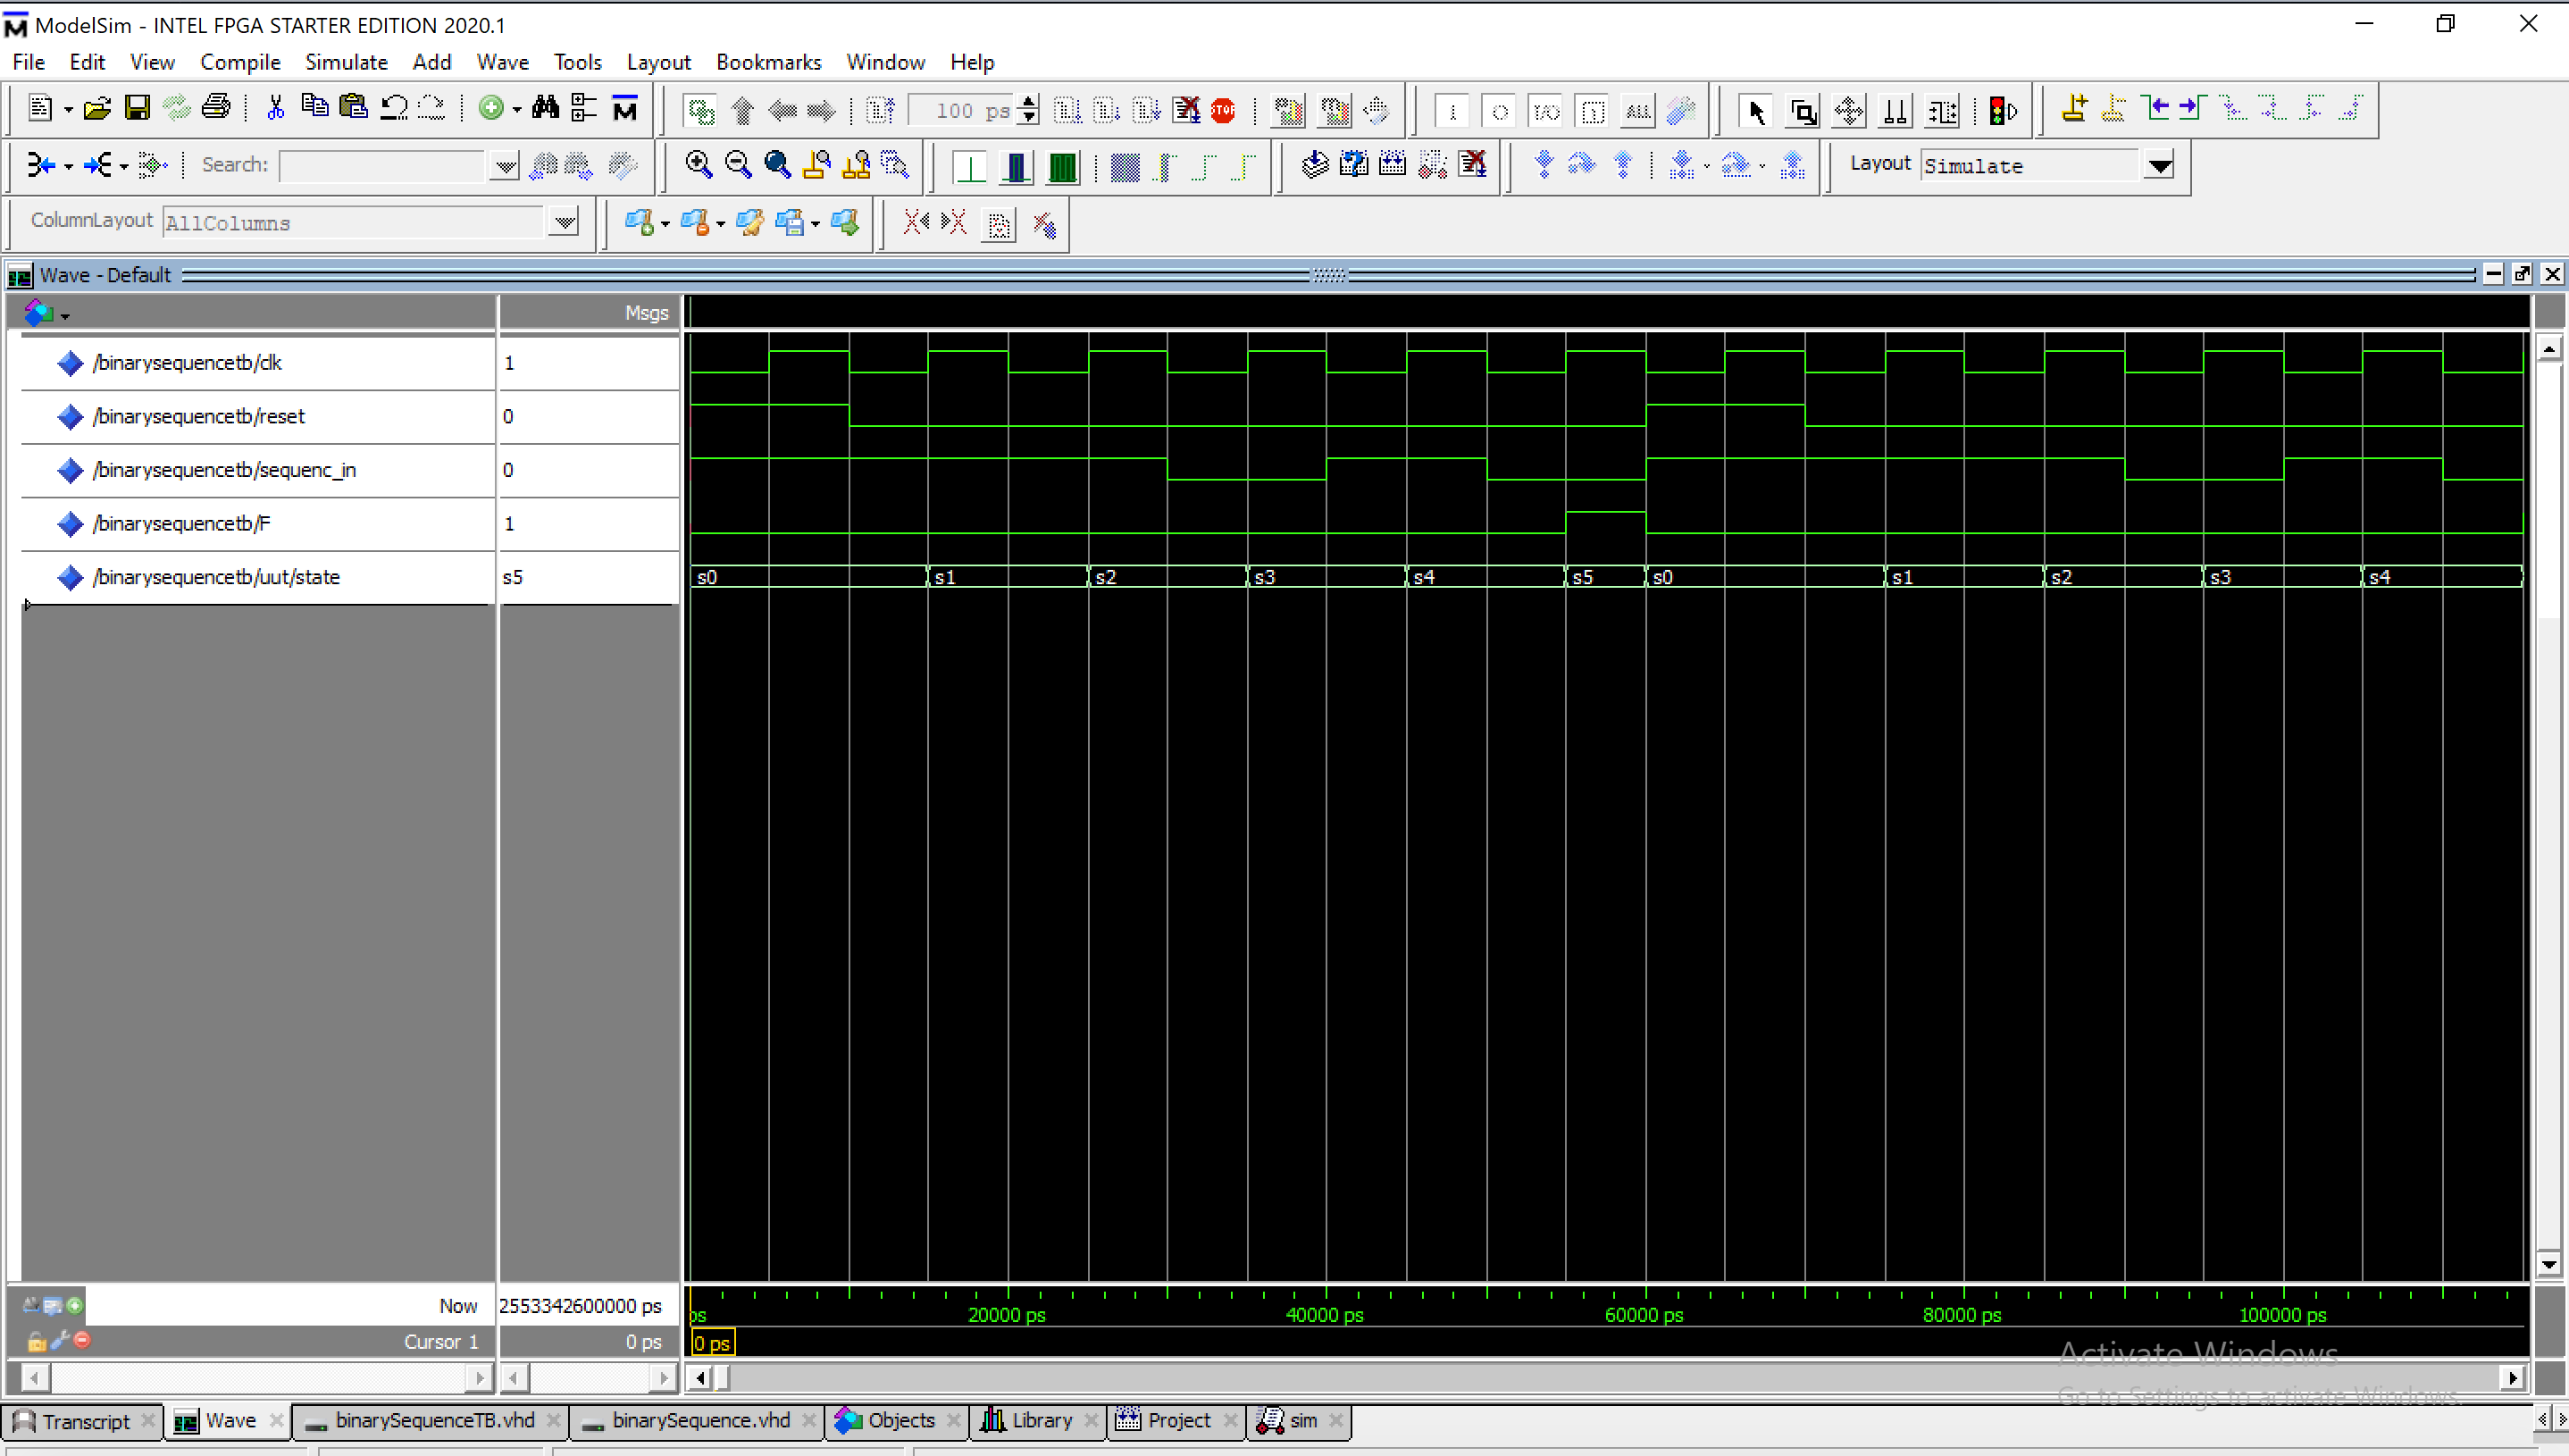 ModelSim - INTEL FPGA STARTER EDITION 2020.1
File Edit View Compile Simulate Add Wave Tools Layout Bookmarks Window Help
100 ps
Search:
Layout Simulate
ColumnLayout AllColumns
Wave - Default
Msgs
/binarysequencetb/clk 1
/binarysequencetb/reset 0
/binarysequencetb/sequenc_in 0
/binarysequencetb/F 1
/binarysequencetb/uut/state s5 s0 s1 s2 s3 s4 s5 s0 s1 s2 s3 s4
Now 2553342600000 ps ps 20000 ps 40000 ps 60000 ps 80000 ps 100000 ps
Cursor 1 0 ps 0 ps
Activate Windows
Go to Settings to activate Windows.
Transcript Wave binarySequenceTB.vhd binarySequence.vhd Objects Library Project sim